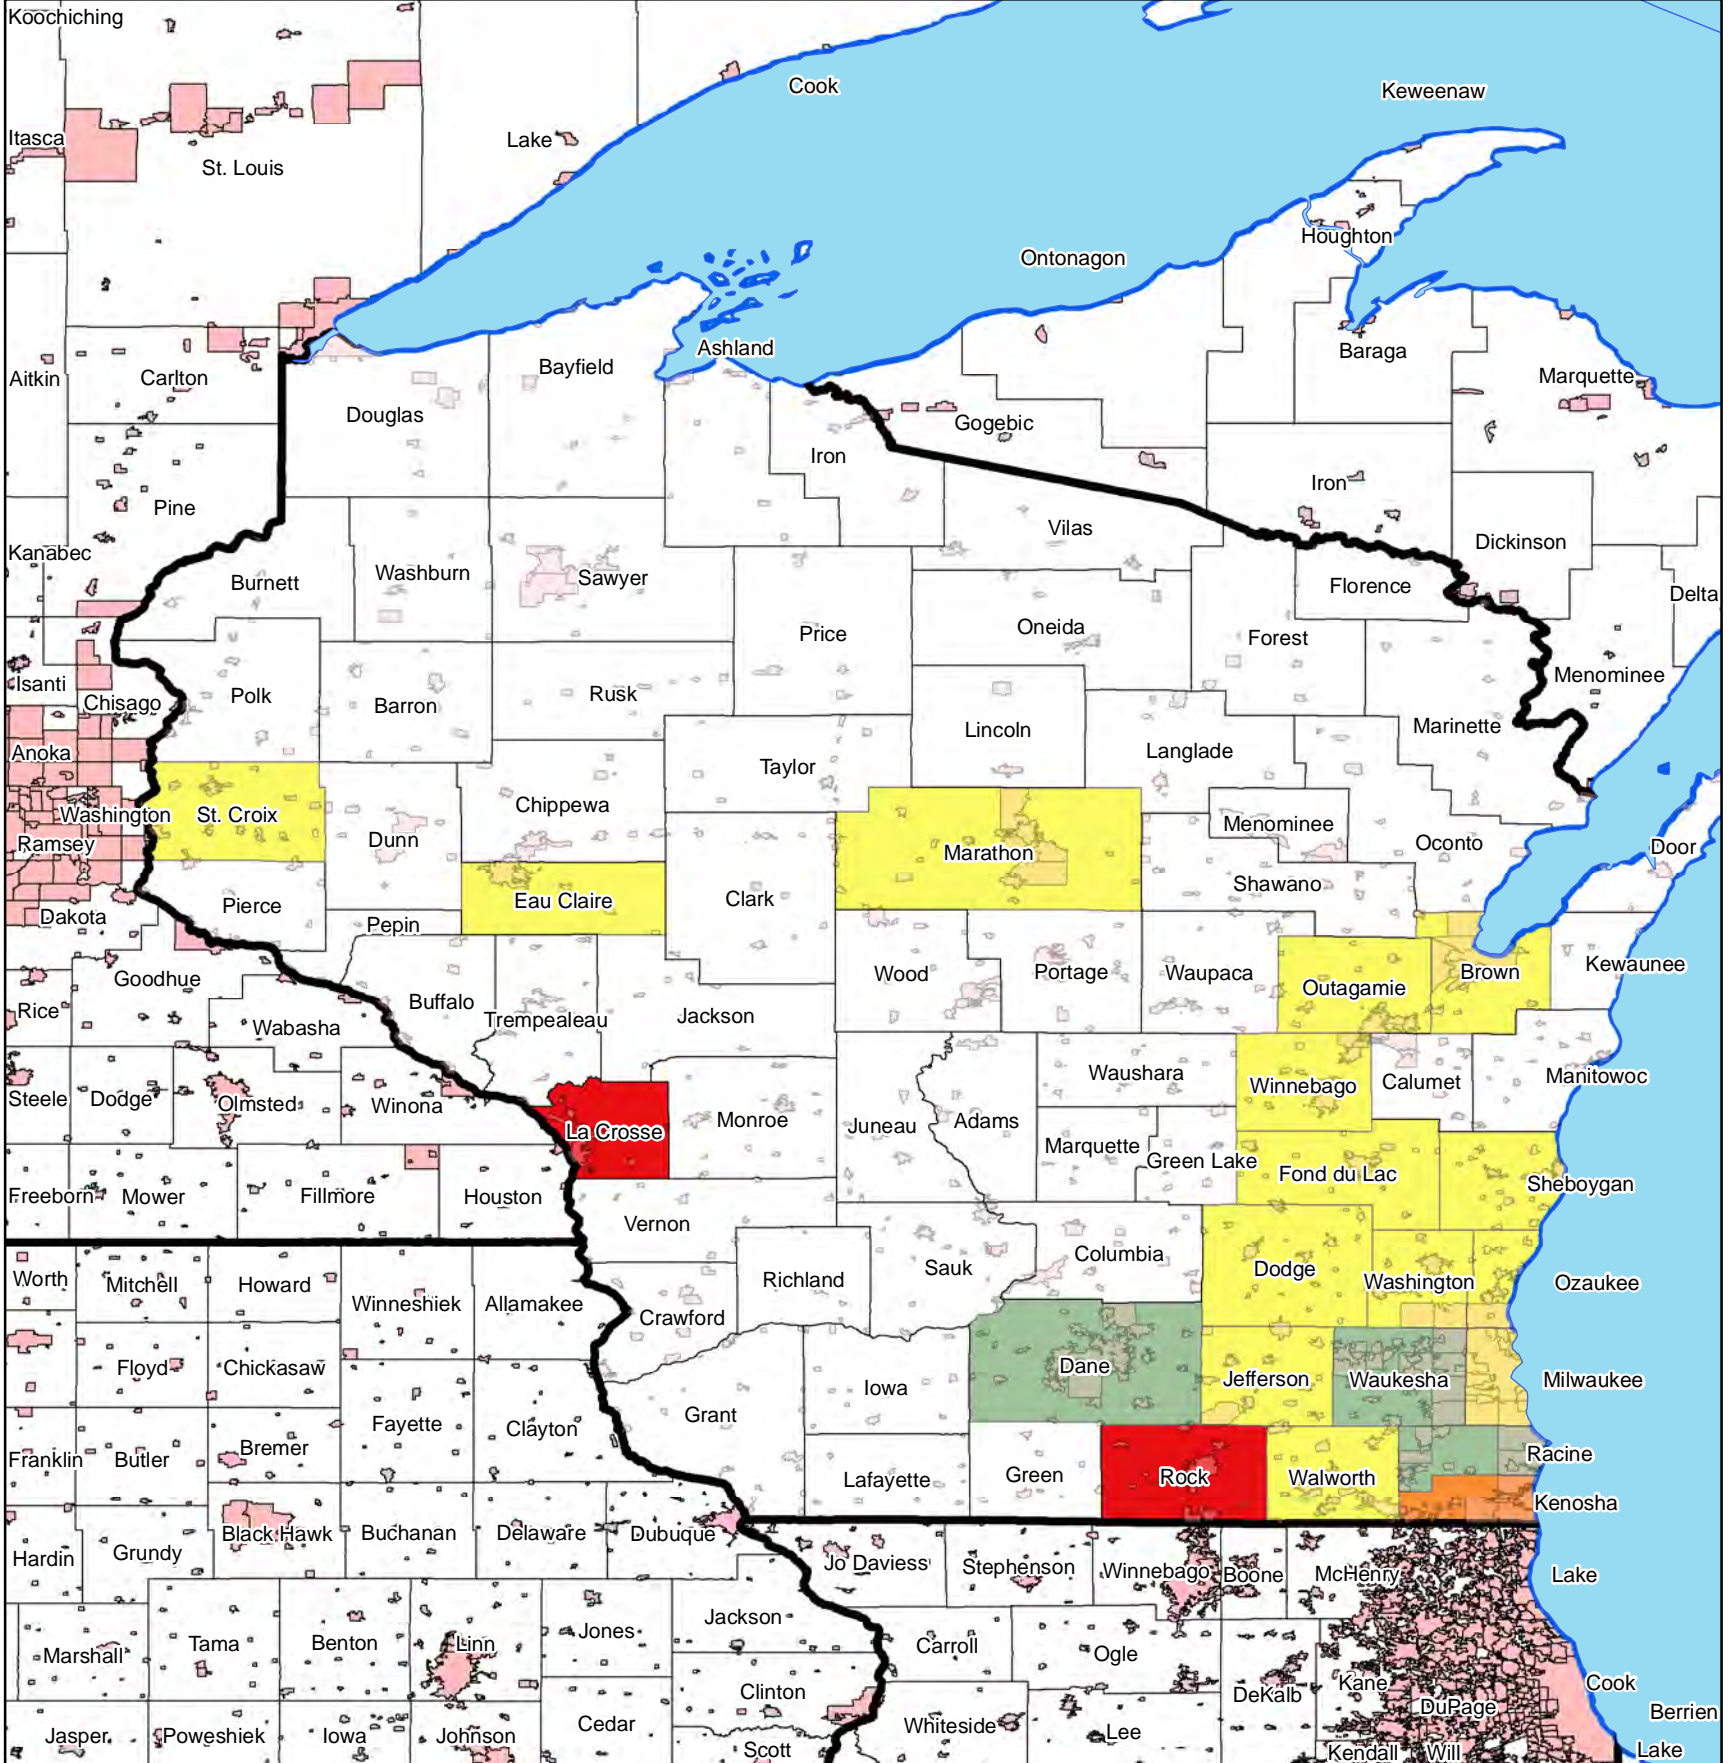 Koochiching
Cook
Keweenaw
Itasca
Lake
St. Louis
Houghton
Ontonagon
Ashland
Baraga
Bayfield
Aitkin
Carlton
Marquette
Douglas
Gogebic
Iron
Iron
Pine
Vilas
Dickinson
Kanabec
Washburn
Sawyer
Burnett
Florence
Delta
Price
Oneida
Forest
Isanti
Menominee
Polk
Rusk
Chisago
Barron
Marinette
Lincoln
Anoka
Langlade
Taylor
Chippewa
Washington
St. Croix
Menominee
Dunn
Ramsey
Marathon
Oconto
Door
Shawano
Eau Claire
Clark
Pierce
Dakota
Pepin
Wood
Portage
Waupaca
Brown
Kewaunee
Goodhue
Outagamie
Buffalo
Rice
Trempealeau
Jackson
Wabasha
Waushara
Manitowoc
Winnebago
Calumet
Steele
Dodge
Olmsted
Winona
Monroe
Adams
Juneau
La Crosse
Marquette
Green Lake
Fond du Lac
Sheboygan
Freeborn
Mower
Fillmore
Houston
Vernon
Columbia
Sauk
Dodge
Worth
Mitchell
Howard
Richland
Washington
Ozaukee
Winneshiek
Allamakee
Crawford
Floyd
Chickasaw
Dane
Iowa
Jefferson
Waukesha
Milwaukee
Grant
Fayette
Clayton
Bremer
Franklin
Butler
Racine
Lafayette
Green
Rock
Walworth
Kenosha
Black Hawk
Buchanan
Delaware
Dubuque
Hardin
Grundy
Jo Daviess
Stephenson
Winnebago
Boone
McHenry
Lake
Jackson
Jones
Marshall
Tama
Benton
Linn
Carroll
Ogle
Clinton
DeKalb
Kane
Cook
DuPage
Berrien
Jasper
Poweshiek
Iowa
Johnson
Cedar
Whiteside
Lee
Scott
Kendall
Will
Lake